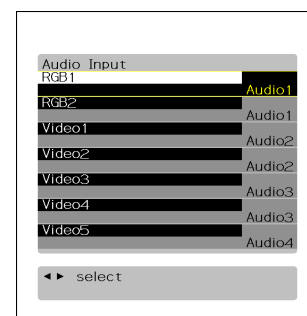 Audio Input
RGB1
Audio1
RGB2
Audio1
Video1
Audio2
Video2
Audio2
Video3
Audio3
Video4
Audio3
Video5
Audio4
◄► select